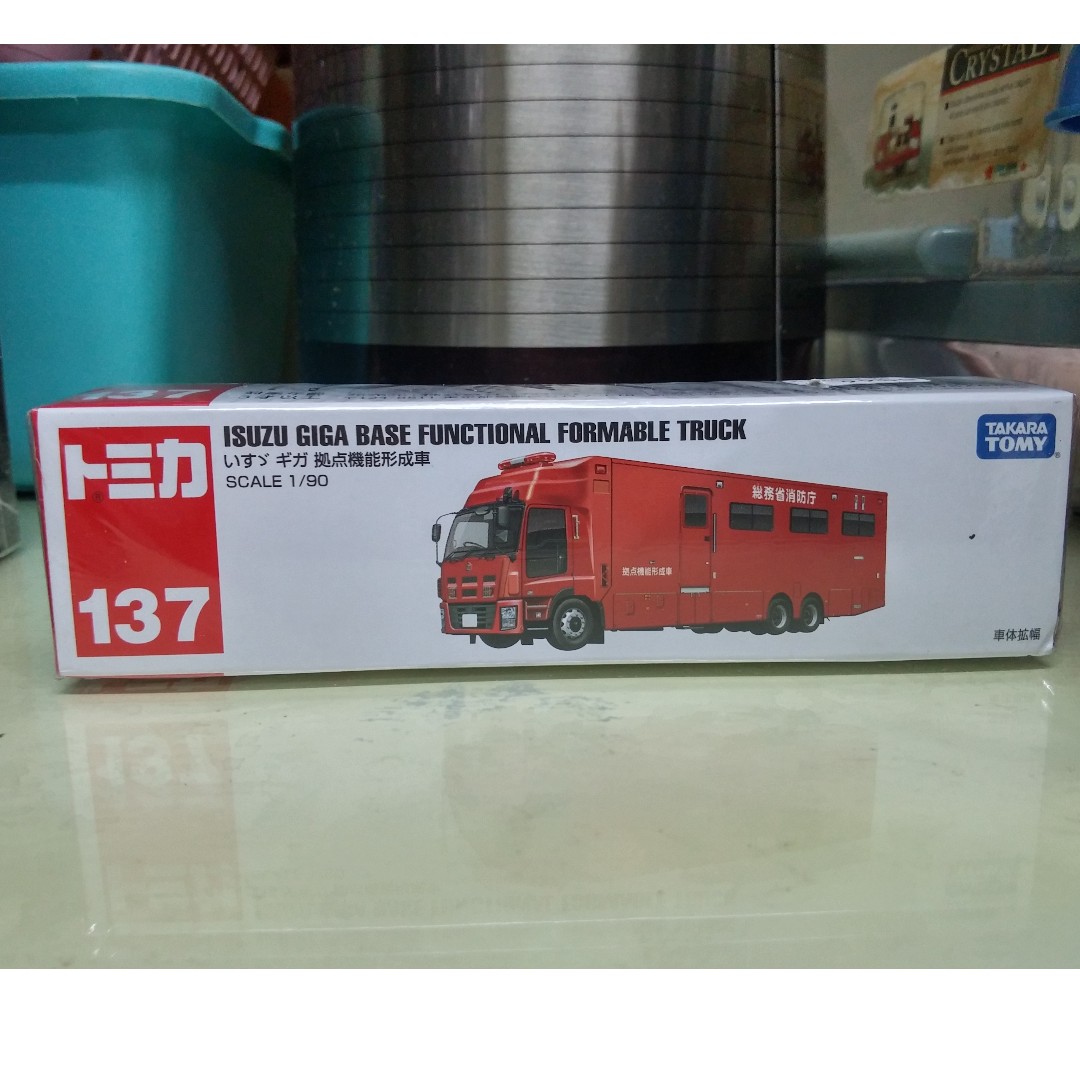 CRYSTAL
137
トミカ
137
ISUZU GIGA BASE FUNCTIONAL FORMABLE TRUCK
いすゞ ギガ 拠点機能形成車
SCALE 1/90
総務省消防庁
拠点機能形成車
TAKARA
TOMY
車体拡幅